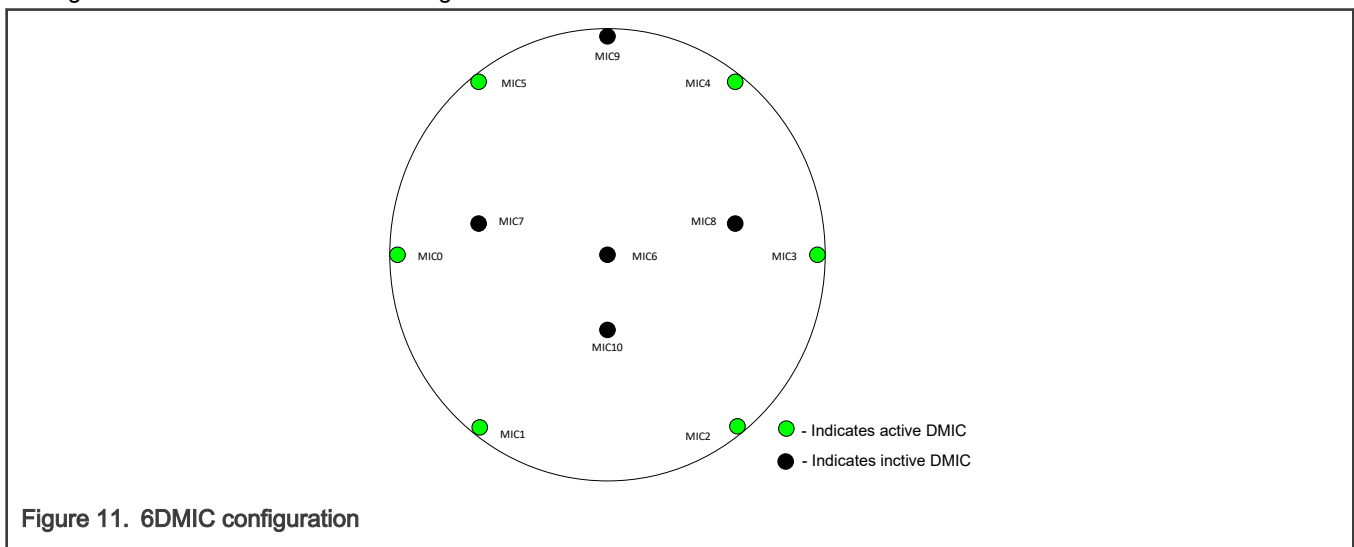 MIC9
MIC5
MIC4
MIC7
MIC8
MIC0
MIC6
MIC3
MIC10
MIC1
MIC2
- Indicates active DMIC
- Indicates inctive DMIC
Figure 11. 6DMIC configuration